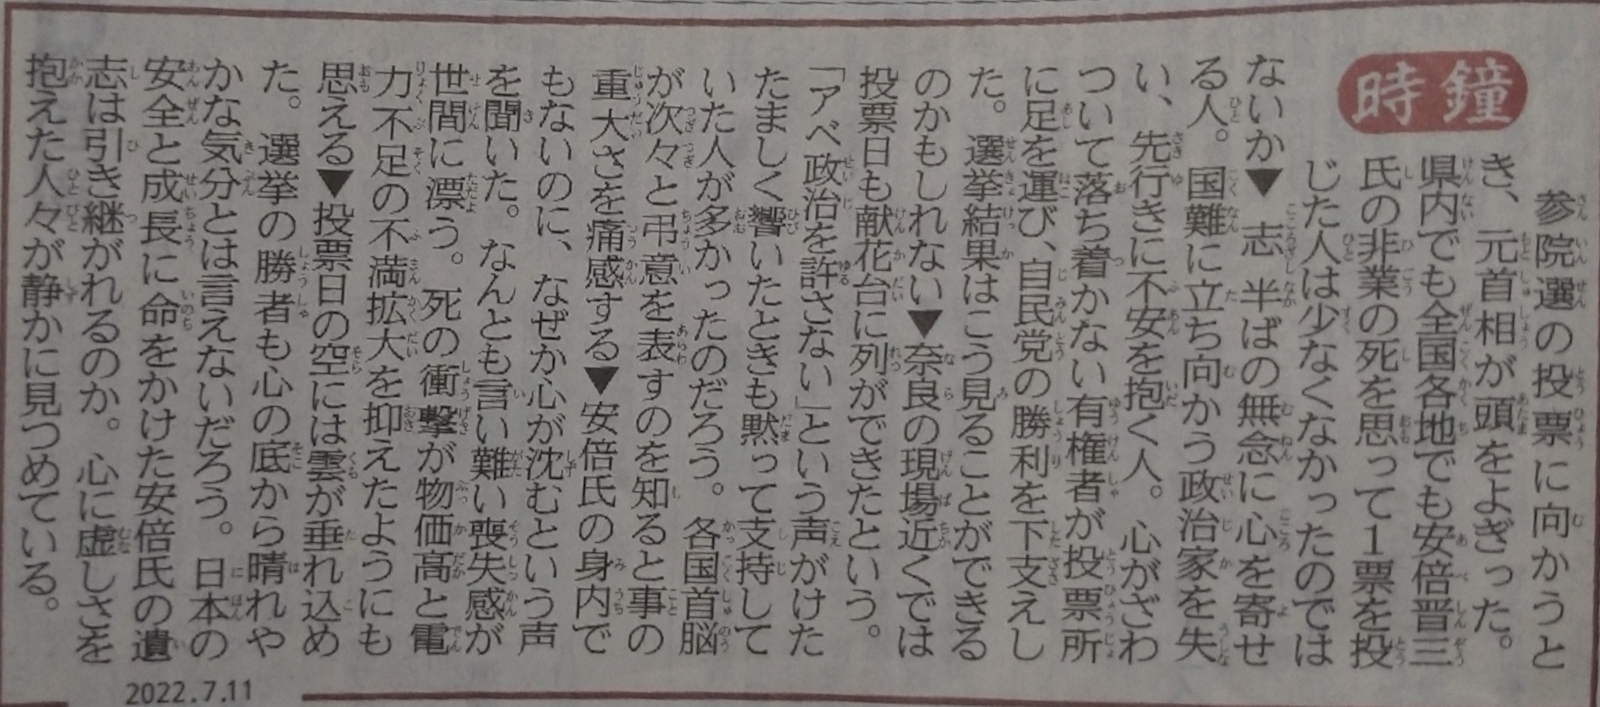 時鐘
参院選の投票に向かうと
き、元首相が頭をよぎった。
県内でも全国各地でも安倍晋三
氏の非業の死を思って1票を投
じた人は少なくなかったのでは
ないか▼志半ばの無念に心を寄せ
る人。国難に立ち向かう政治家を失
い、先行きに不安を抱く人。心がざわ
ついて落ち着かない有権者が投票所
に足を運び、自民党の勝利を下支えし
た。選挙結果はこう見ることができる
のかもしれない▼奈良の現場近くでは
投票日も献花台に列ができたという。
「アベ政治を許さない」という声がけた
たましく響いたときも黙って支持して
いた人が多かったのだろう。各国首脳
が次々と弔意を表すのを知ると事の
重大さを痛感する▼安倍氏の身内で
もないのに、なぜか心が沈むという声
を聞いた。なんとも言い難い喪失感が
世間に漂う。死の衝撃が物価高と電
力不足の不満拡大を抑えたようにも
思える▼投票日の空には雲が垂れ込め
た。選挙の勝者も心の底から晴れや
かな気分とは言えないだろう。日本の
安全と成長に命をかけた安倍氏の遺
志は引き継がれるのか。心に虚しさを
抱えた人々が静かに見つめている。
2022.7.11